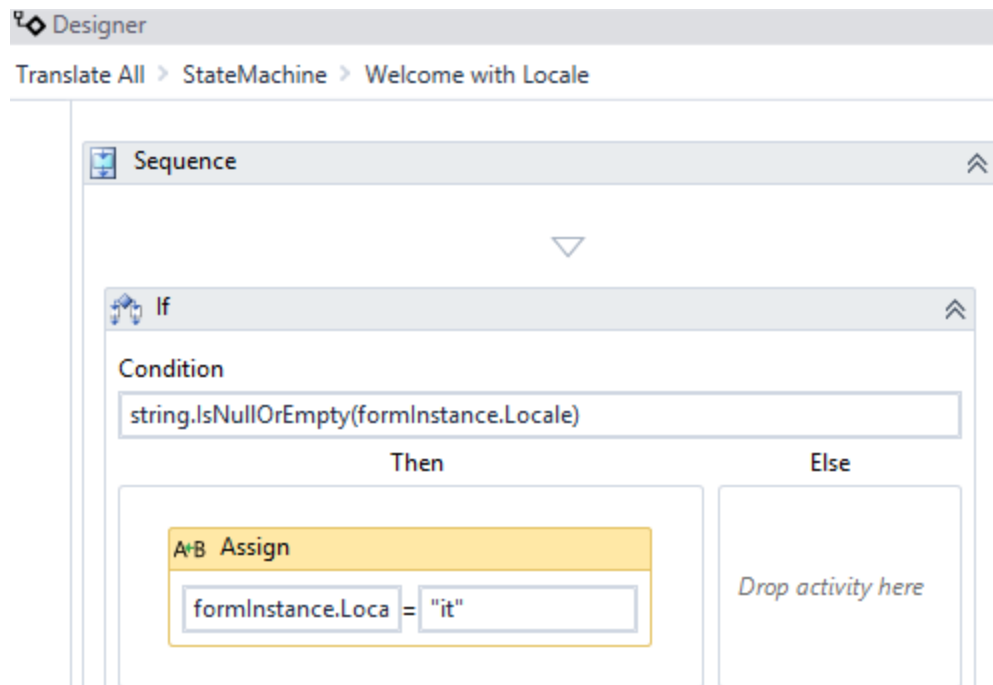 Designer
Translate All > StateMachine > Welcome with Locale
Sequence
If
Condition
string.IsNullOrEmpty(formInstance.Locale)
Then Else
A+B Assign
formInstance.Loca = "it"
Drop activity here